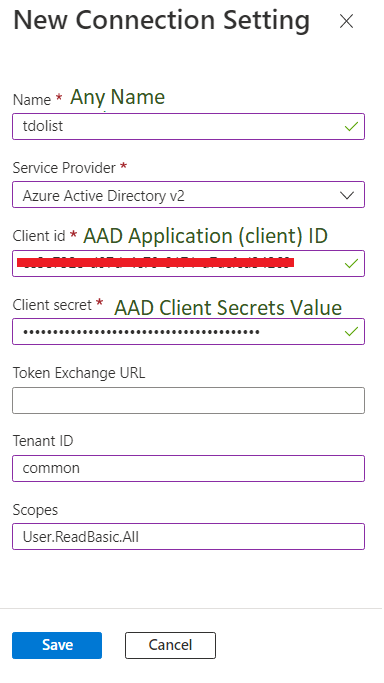 New Connection Setting
Name * Any Name
tdolist
Service Provider *
Azure Active Directory v2
Client id * AAD Application (client) ID
Client secret * AAD Client Secrets Value
Token Exchange URL
Tenant ID
common
Scopes
User.ReadBasic.All
Save Cancel